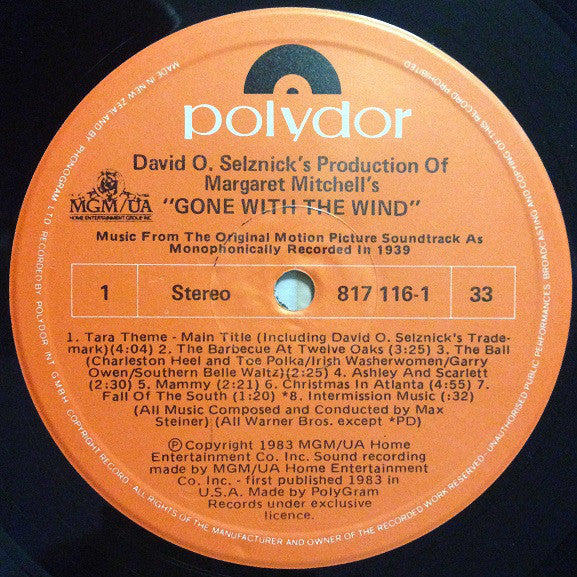 polydor
David O. Selznick's Production Of
Margaret Mitchell's
"GONE WITH THE WIND"
MGM/UA
HOME ENTERTAINMENT GROUP, INC.
Music From The Original Motion Picture Soundtrack As
Monophonically Recorded In 1939
1 Stereo 817 116-1 33
1. Tara Theme - Main Title (Including David O. Selznick's Trade-
mark)(4:04) 2. The Barbecue At Twelve Oaks (3:25) 3. The Ball
(Charleston Heel and Toe Polka/Irish Washerwomen/Garry
Owen/Southern Belle Waltz)(2:25) 4. Ashley And Scarlett
(2:30) 5. Mammy (2:21) 6. Christmas In Atlanta (4:55) 7.
Fall Of The South (1:20) *8. Intermission Music (:32)
(All Music Composed and Conducted by Max
Steiner) (All Warner Bros. except *PD)
Ⓟ Copyright 1983 MGM/UA Home
Entertainment Co. Inc. Sound recording
made by MGM/UA Home Entertainment
Co. Inc. - first published 1983 in
U.S.A. Made by PolyGram
Records under exclusive
licence.
MADE IN NEW ZEALAND BY PHONOGRAM LTD RECORDED BY POLYDOR INT GMBH. COPYRIGHT RECORD - ALL RIGHTS OF THE MANUFACTURER AND OWNER OF THE RECORDED WORK RESERVED - UNAUTHORISED PUBLIC PERFORMANCES, BROADCASTING AND COPYING OF THIS RECORD PROHIBITED